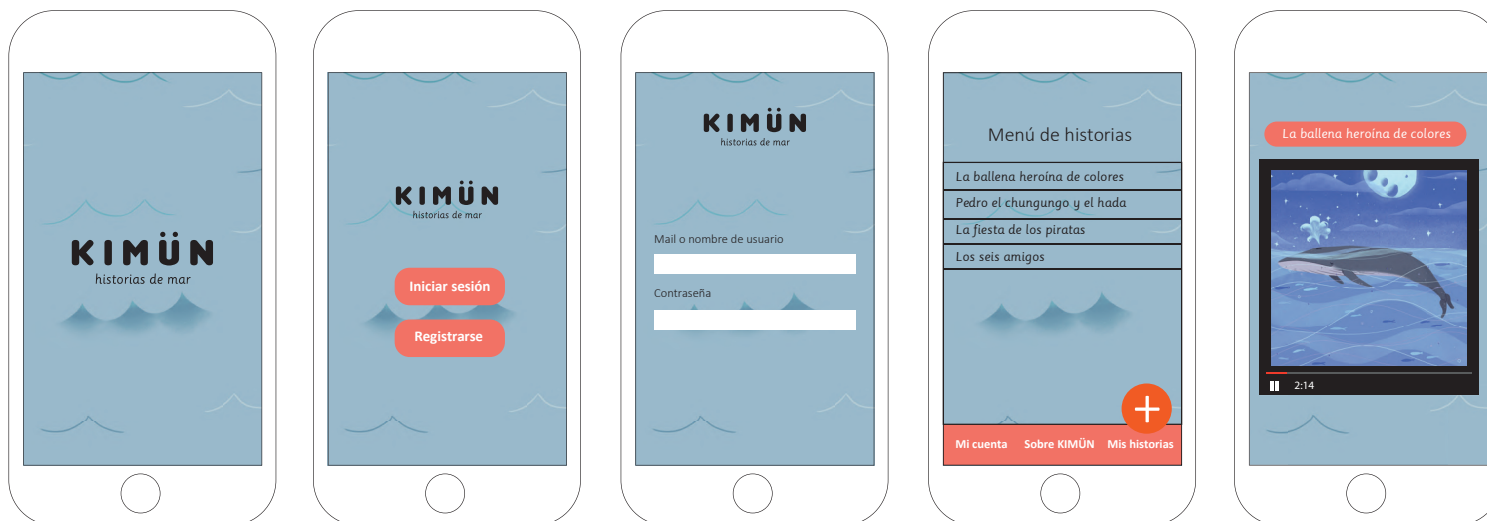 KIMÜN
historias de mar
KIMÜN
historias de mar
Iniciar sesión
Registrarse
KIMÜN
historias de mar
Mail o nombre de usuario
Contraseña
Menú de historias
La ballena heroína de colores
Pedro el chungungo y el hada
La fiesta de los piratas
Los seis amigos
Mi cuenta Sobre KIMÜN Mis historias
La ballena heroína de colores
2:14